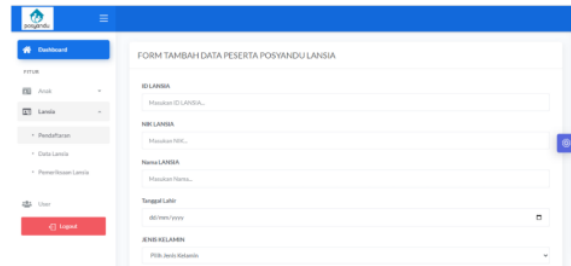 posyandu
Dashboard
FORM TAMBAH DATA PESERTA POSYANDU LANSIA
FITUR
Anak
Lansia
Pendaftaran
Data Lansia
Pemeriksaan Lansia
User
Logout
ID LANSIA
Masukan ID LANSIA...
NIK LANSIA
Masukan NIK...
Nama LANSIA
Masukan Nama...
Tanggal Lahir
dd/mm/yyyy
JENIS KELAMIN
Pilih Jenis Kelamin